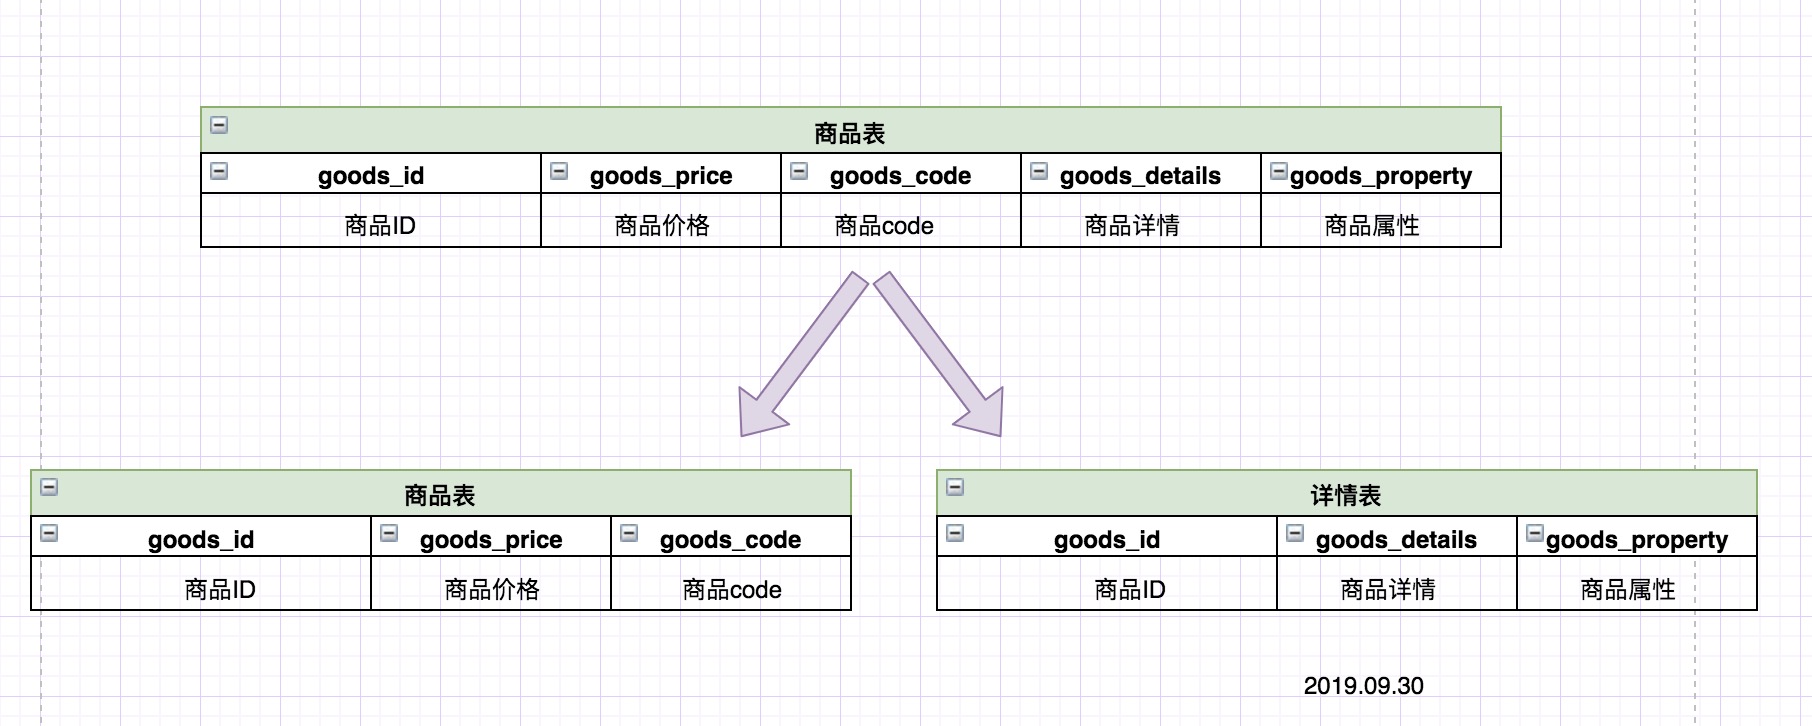 商品表
goods_id goods_price goods_code goods_details goods_property
商品ID 商品价格 商品code 商品详情 商品属性
商品表
goods_id goods_price goods_code
商品ID 商品价格 商品code
详情表
goods_id goods_details goods_property
商品ID 商品详情 商品属性
2019.09.30